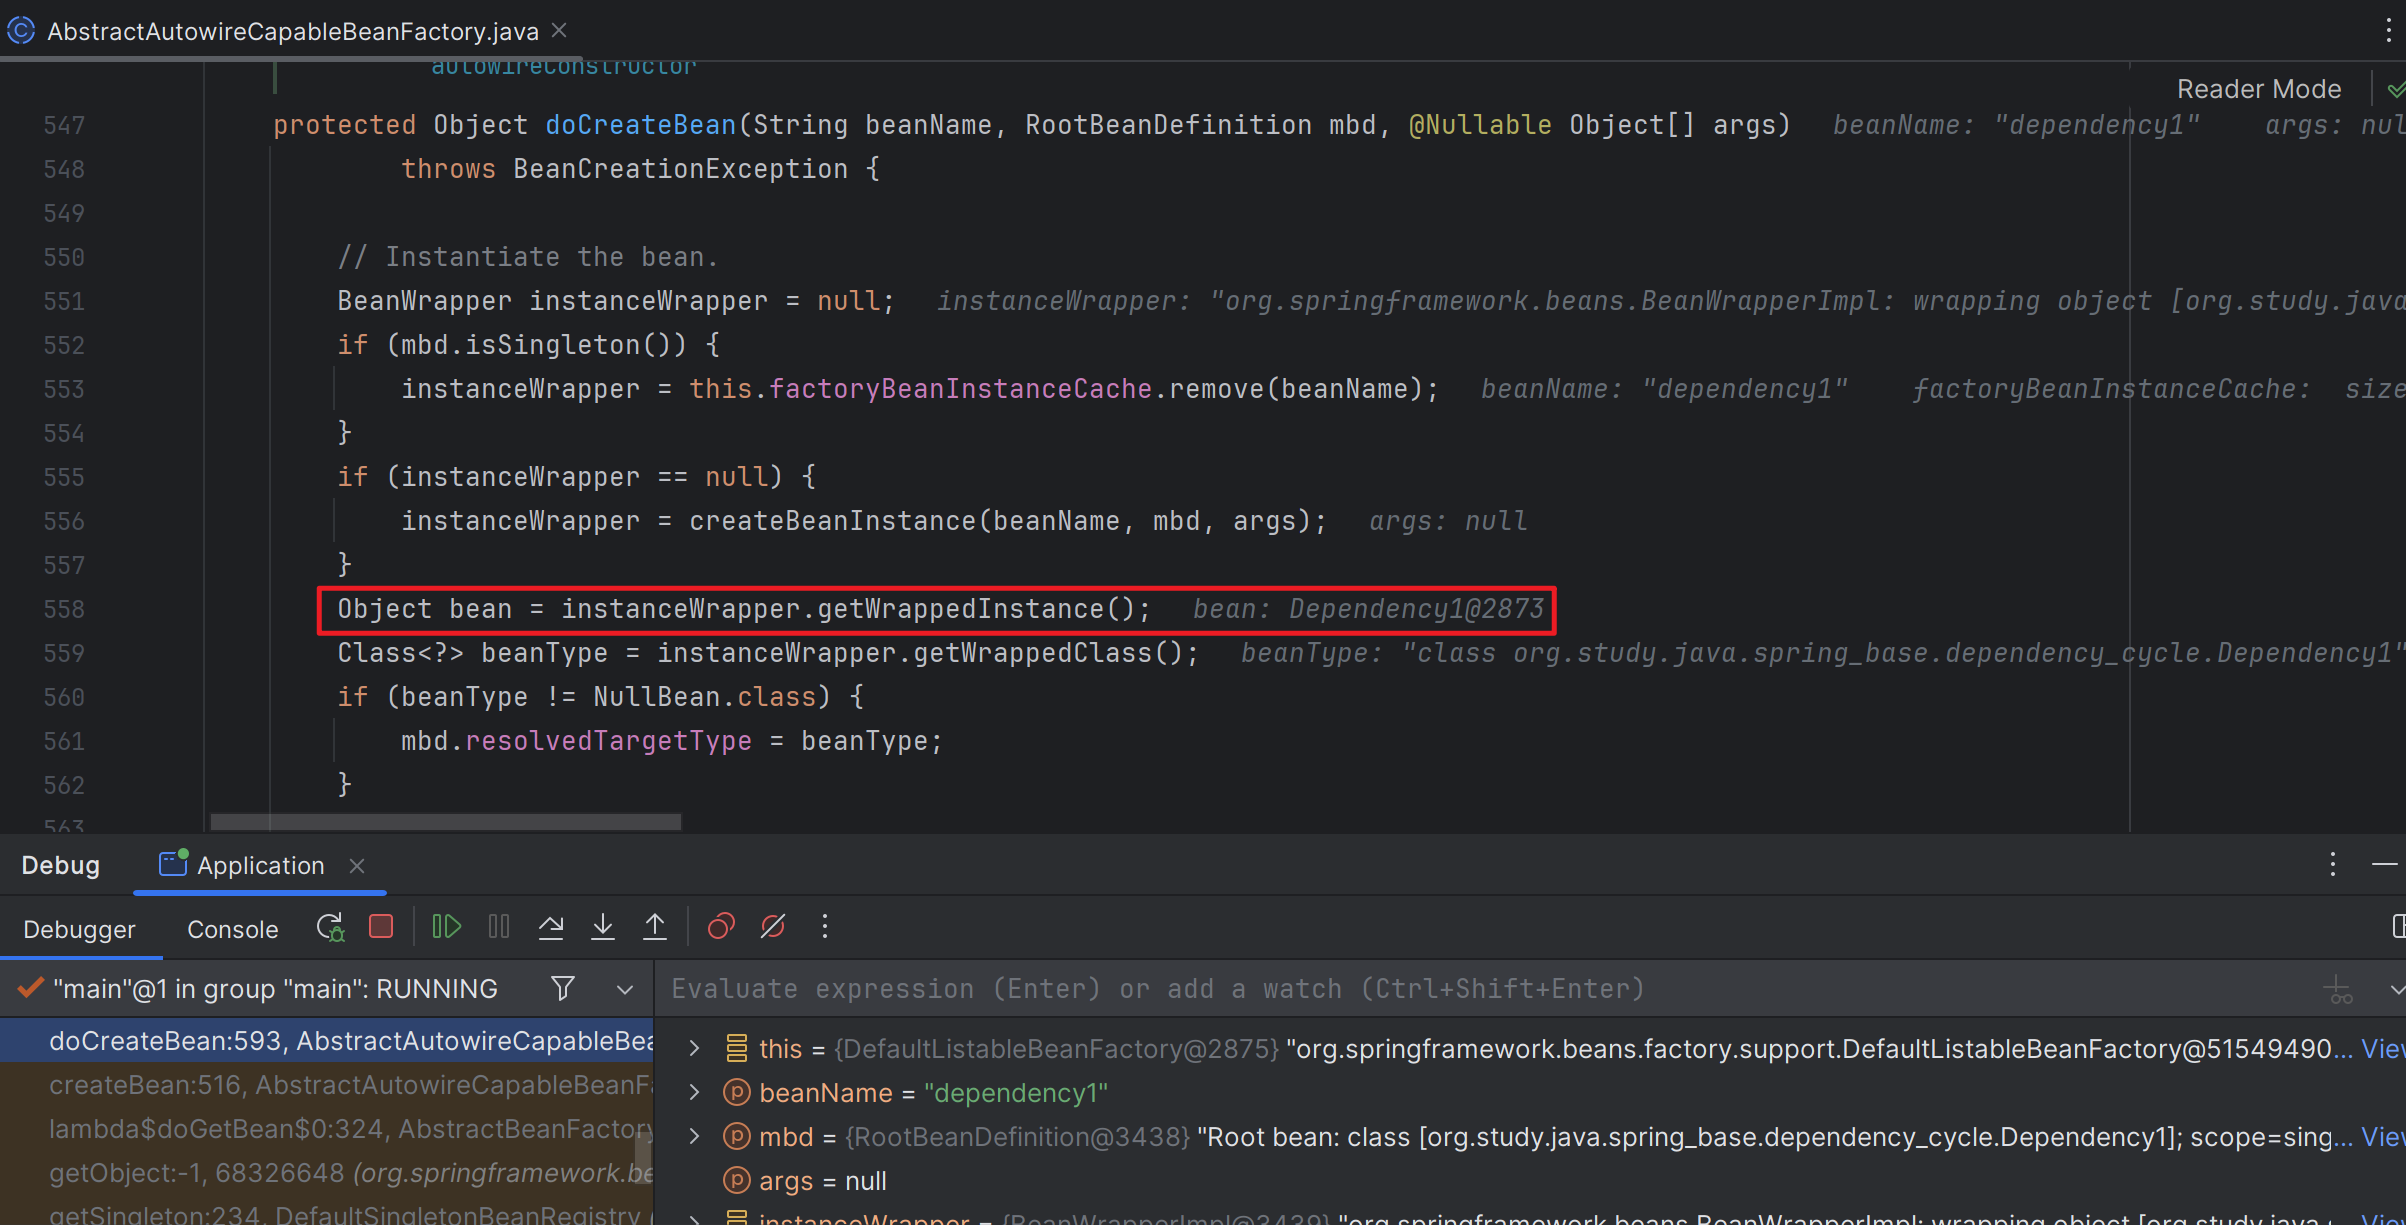 AbstractAutowireCapableBeanFactory.java
autowireConstructor
Reader Mode
547 protected Object doCreateBean(String beanName, RootBeanDefinition mbd, @Nullable Object[] args) beanName: "dependency1" args: nul
548 throws BeanCreationException {
549
550 // Instantiate the bean.
551 BeanWrapper instanceWrapper = null; instanceWrapper: "org.springframework.beans.BeanWrapperImpl: wrapping object [org.study.java
552 if (mbd.isSingleton()) {
553 instanceWrapper = this.factoryBeanInstanceCache.remove(beanName); beanName: "dependency1" factoryBeanInstanceCache: size
554 }
555 if (instanceWrapper == null) {
556 instanceWrapper = createBeanInstance(beanName, mbd, args); args: null
557 }
558 Object bean = instanceWrapper.getWrappedInstance(); bean: Dependency1@2873
559 Class<?> beanType = instanceWrapper.getWrappedClass(); beanType: "class org.study.java.spring_base.dependency_cycle.Dependency1"
560 if (beanType != NullBean.class) {
561 mbd.resolvedTargetType = beanType;
562 }
563
Debug Application
Debugger Console
"main"@1 in group "main": RUNNING
Evaluate expression (Enter) or add a watch (Ctrl+Shift+Enter)
doCreateBean:593, AbstractAutowireCapableBea
createBean:516, AbstractAutowireCapableBeanFa
lambda$doGetBean$0:324, AbstractBeanFactory
getObject:-1, 68326648 (org.springframework.be
getSingleton:234, DefaultSingletonBeanRegistry (
this = {DefaultListableBeanFactory@2875} "org.springframework.beans.factory.support.DefaultListableBeanFactory@51549490... View
beanName = "dependency1"
mbd = {RootBeanDefinition@3438} "Root bean: class [org.study.java.spring_base.dependency_cycle.Dependency1]; scope=sing... View
args = null
instanceWrapper = {BeanWrapperImpl@3439} "org.springframework.beans.BeanWrapperImpl: wrapping object [org.study.java View